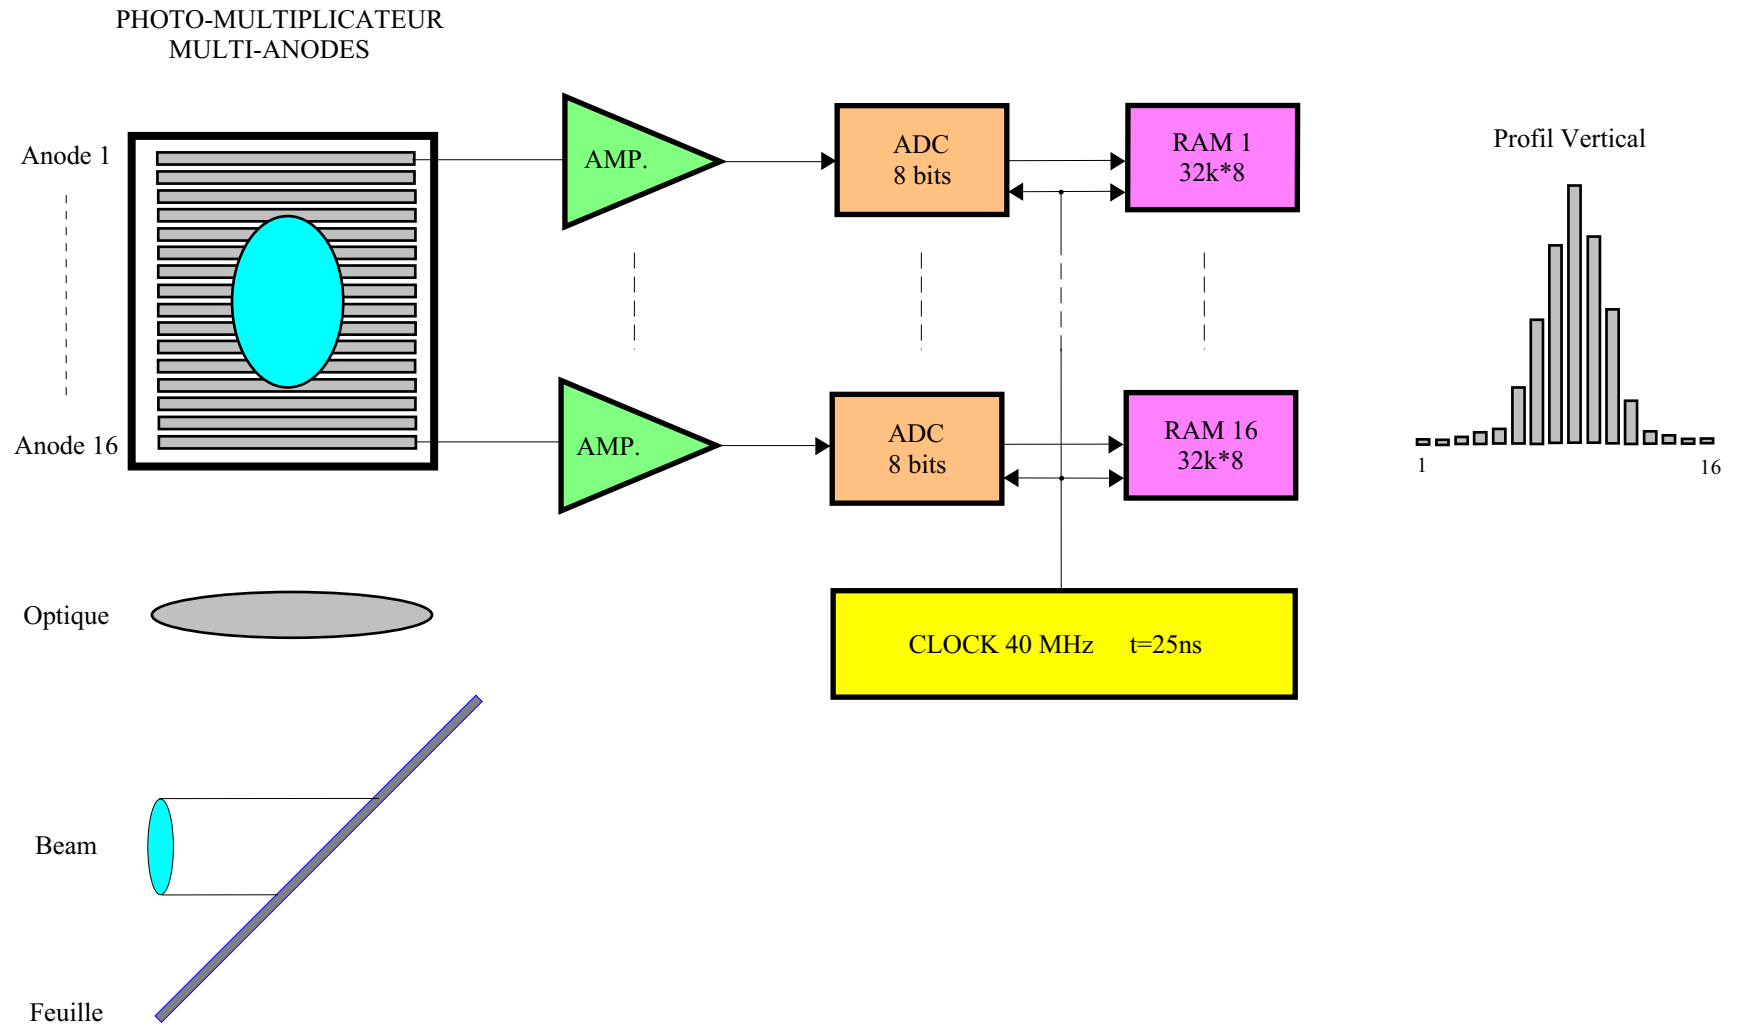 PHOTO-MULTIPLICATEUR
MULTI-ANODES
Anode 1
AMP.
ADC
8 bits
RAM 1
32k*8
Profil Vertical
Anode 16
AMP.
ADC
8 bits
RAM 16
32k*8
1
16
Optique
CLOCK 40 MHz t=25ns
Beam
Feuille